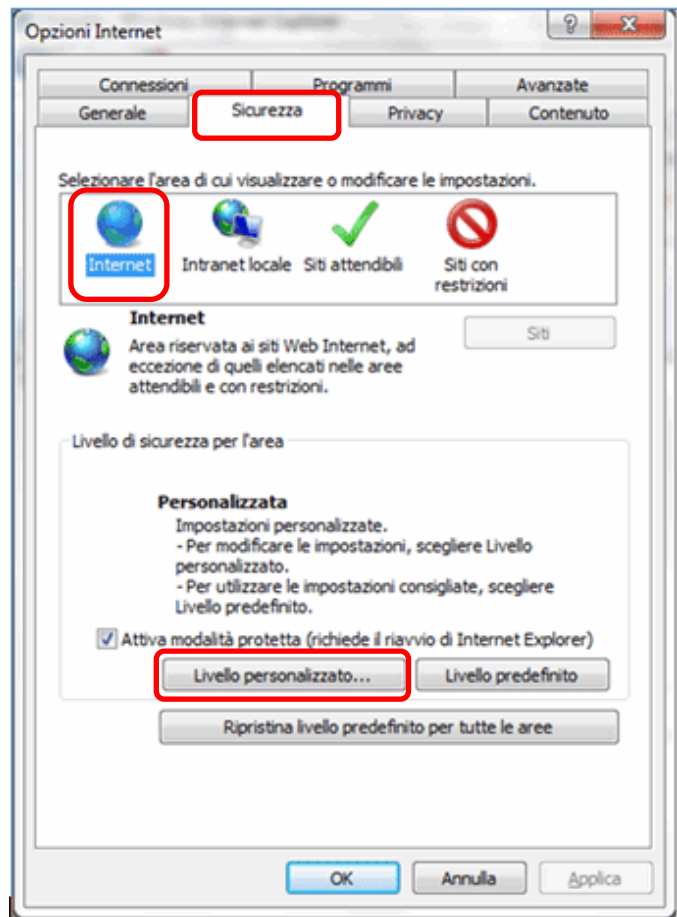 Opzioni Internet
Connessioni Programmi Avanzate
Generale Sicurezza Privacy Contenuto
Selezionare l'area di cui visualizzare o modificare le impostazioni.
Internet Intranet locale Siti attendibili Siti con
restrizioni
Internet
Siti
Area riservata ai siti Web Internet, ad
eccezione di quelli elencati nelle aree
attendibili e con restrizioni.
Livello di sicurezza per l'area
Personalizzata
Impostazioni personalizzate.
- Per modificare le impostazioni, scegliere Livello
personalizzato.
- Per utilizzare le impostazioni consigliate, scegliere
Livello predefinito.
Attiva modalità protetta (richiede il riavvio di Internet Explorer)
Livello personalizzato... Livello predefinito
Ripristina livello predefinito per tutte le aree
OK Annulla Applica